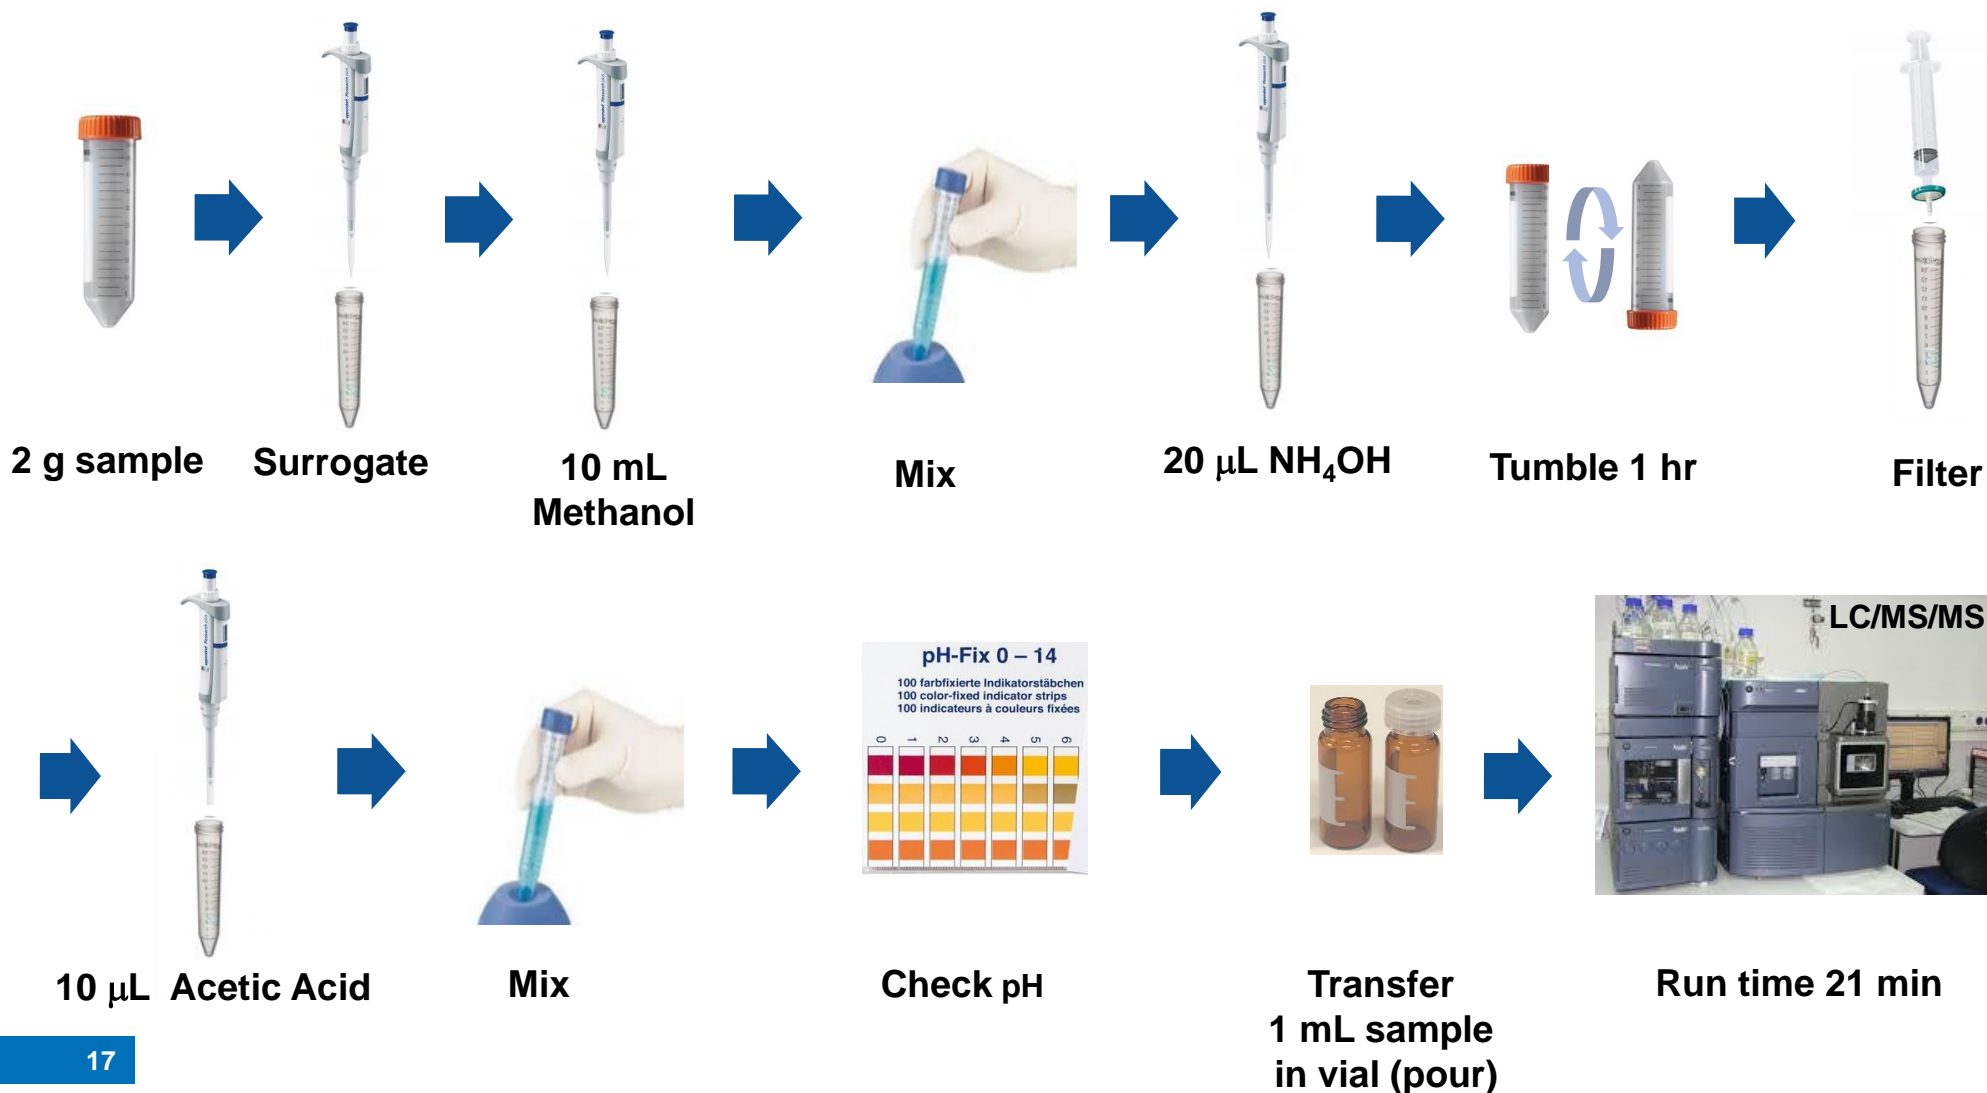 2 g sample
Surrogate
10 mL
Methanol
Mix
20 μL NH₄OH
Tumble 1 hr
Filter
10 μL Acetic Acid
Mix
pH-Fix 0 – 14
100 farbfixierte Indikatorstäbchen
100 color-fixed indicator strips
100 indicateurs à couleurs fixées
0 1 2 3 4 5 6
Check pH
Transfer
1 mL sample
in vial (pour)
LC/MS/MS
Run time 21 min
17